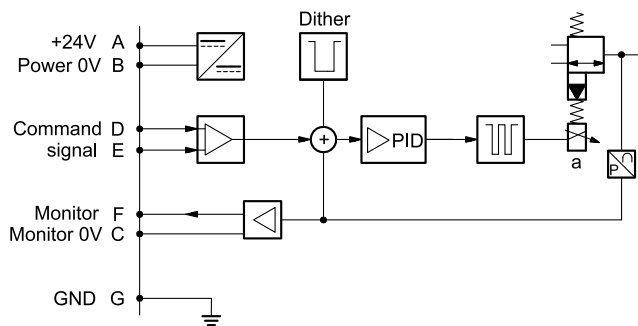 Dither
+24V A
Power 0V B
Command D
signal E
PID
a
P
Monitor F
Monitor 0V C
GND G